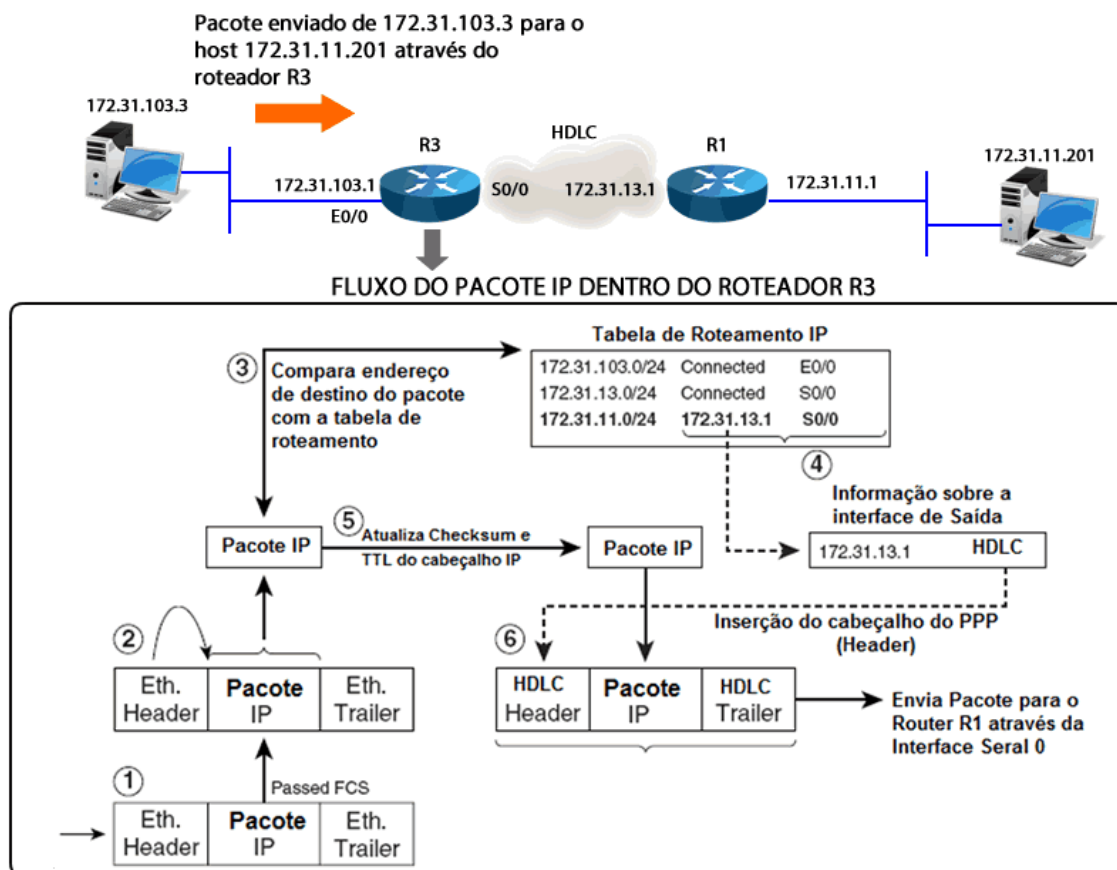 Pacote enviado de 172.31.103.3 para o
host 172.31.11.201 através do
roteador R3
172.31.103.3
HDLC
R3
R1
172.31.11.201
172.31.103.1
S0/0
172.31.13.1
172.31.11.1
E0/0
FLUXO DO PACOTE IP DENTRO DO ROTEADOR R3
Tabela de Roteamento IP
3
Compara endereço
de destino do pacote
com a tabela de
roteamento
172.31.103.0/24 Connected E0/0
172.31.13.0/24 Connected S0/0
172.31.11.0/24 172.31.13.1 S0/0
4
Informação sobre a
interface de Saída
172.31.13.1 HDLC
5
Atualiza Checksum e
TTL do cabeçalho IP
Pacote IP
Pacote IP
Inserção do cabeçalho do PPP
(Header)
2
Eth.
Header
Pacote
IP
Eth.
Trailer
6
HDLC
Header
Pacote
IP
HDLC
Trailer
Envia Pacote para o
Router R1 através da
Interface Seral 0
1
Passed FCS
Eth.
Header
Pacote
IP
Eth.
Trailer